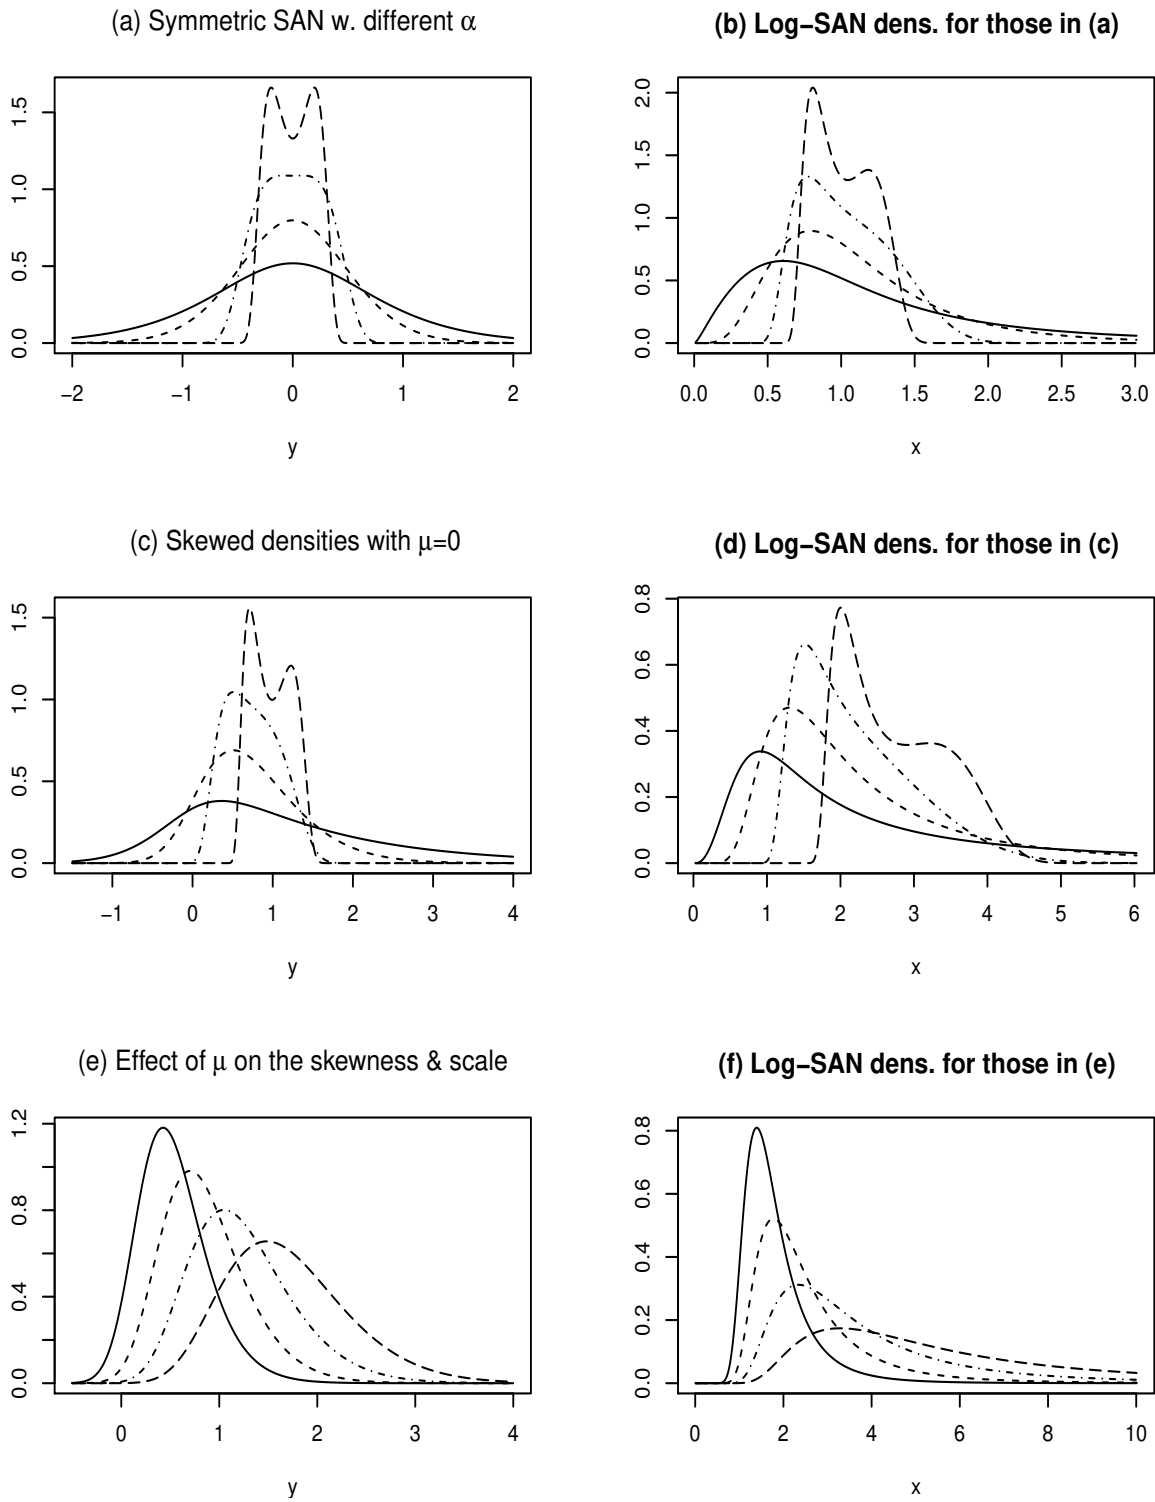 (a) Symmetric SAN w. different α
0.0 0.5 1.0 1.5
−2 −1 0 1 2
y
(b) Log−SAN dens. for those in (a)
0.0 0.5 1.0 1.5 2.0
0.0 0.5 1.0 1.5 2.0 2.5 3.0
x
(c) Skewed densities with μ=0
0.0 0.5 1.0 1.5
−1 0 1 2 3 4
y
(d) Log−SAN dens. for those in (c)
0.0 0.2 0.4 0.6 0.8
0 1 2 3 4 5 6
x
(e) Effect of μ on the skewness & scale
0.0 0.4 0.8 1.2
0 1 2 3 4
y
(f) Log−SAN dens. for those in (e)
0.0 0.2 0.4 0.6 0.8
0 2 4 6 8 10
x